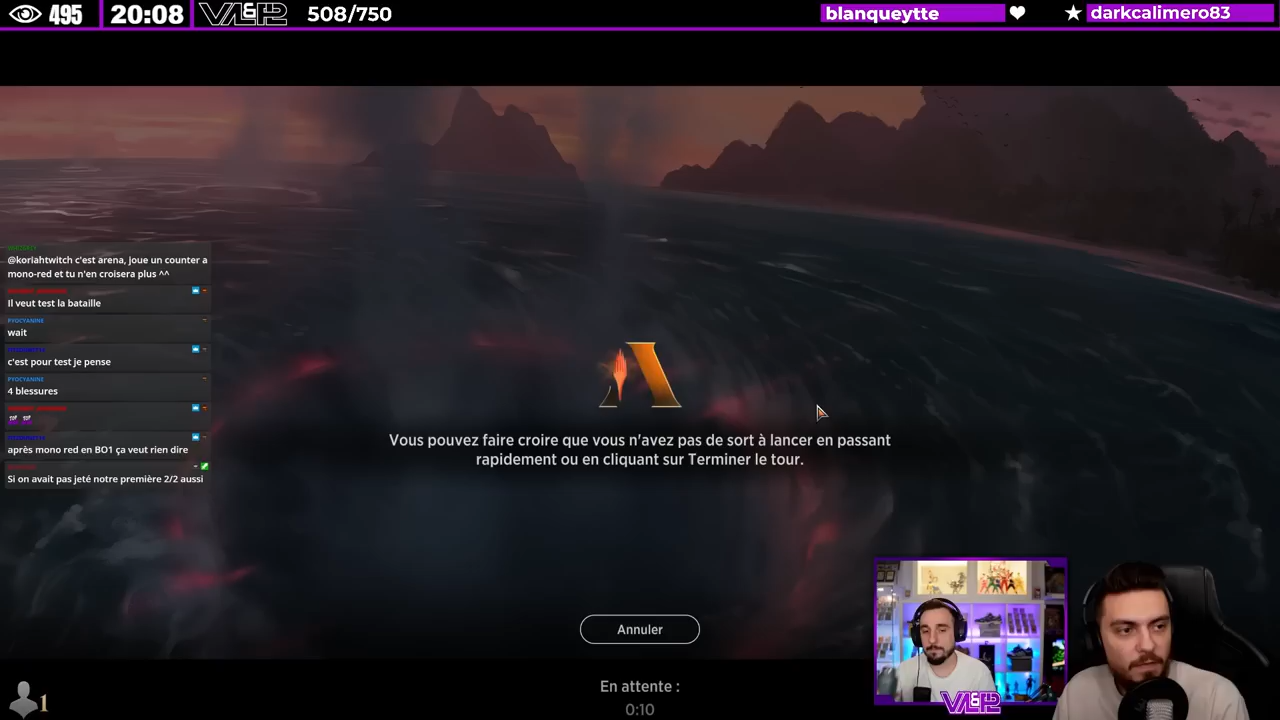 495
20:08
508/750
blanqueytte
darkcalimero83
@koriahtwitch c'est arena, joue un counter a
mono-red et tu n'en croisera plus ^^
Il veut test la bataille
PYOCYANINE
wait
c'est pour test je pense
PYOCYANINE
4 blessures
après mono red en BO1 ça veut rien dire
Si on avait pas jeté notre première 2/2 aussi
Vous pouvez faire croire que vous n'avez pas de sort à lancer en passant
rapidement ou en cliquant sur Terminer le tour.
Annuler
En attente :
0:10
1